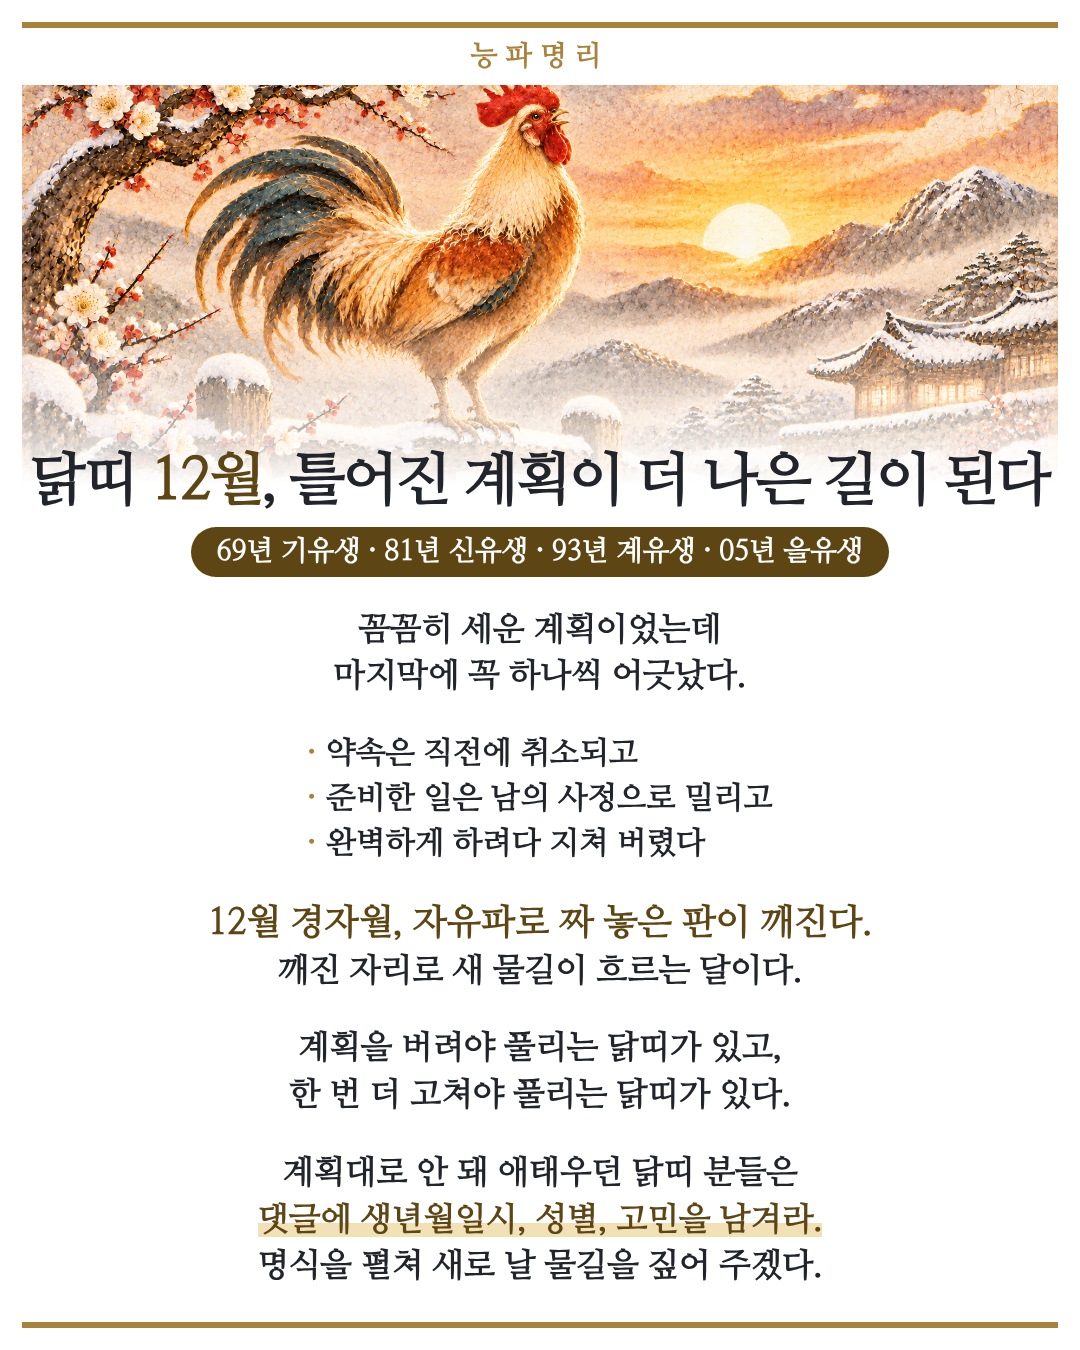 능파명리
닭띠 12월, 틀어진 계획이 더 나은 길이 된다
69년 기유생 · 81년 신유생 · 93년 계유생 · 05년 을유생
꼼꼼히 세운 계획이었는데
마지막에 꼭 하나씩 어긋났다.
· 약속은 직전에 취소되고
· 준비한 일은 남의 사정으로 밀리고
· 완벽하게 하려다 지쳐 버렸다
12월 경자월, 자유파로 짜 놓은 판이 깨진다.
깨진 자리로 새 물길이 흐르는 달이다.
계획을 버려야 풀리는 닭띠가 있고,
한 번 더 고쳐야 풀리는 닭띠가 있다.
계획대로 안 돼 애태우던 닭띠 분들은
댓글에 생년월일시, 성별, 고민을 남겨라.
명식을 펼쳐 새로 날 물길을 짚어 주겠다.